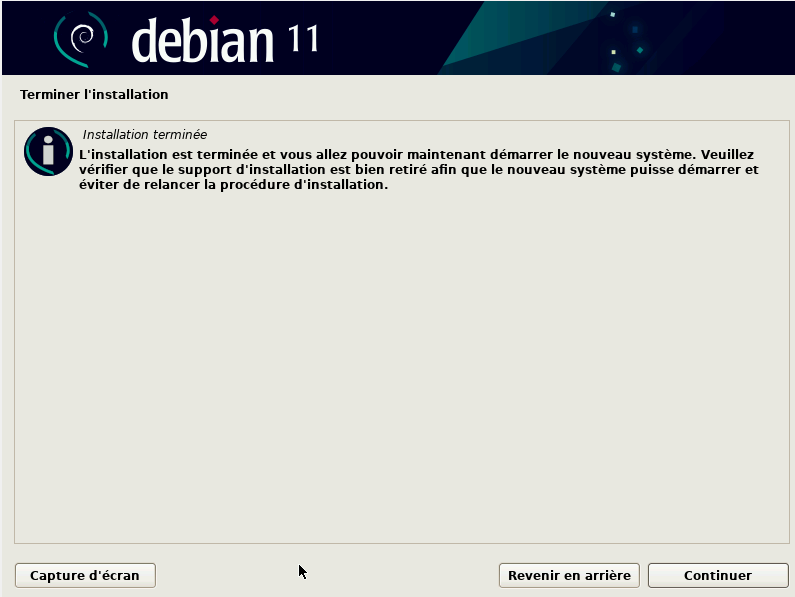 debian 11
Terminer l'installation
Installation terminée
L'installation est terminée et vous allez pouvoir maintenant démarrer le nouveau système. Veuillez
vérifier que le support d'installation est bien retiré afin que le nouveau système puisse démarrer et
éviter de relancer la procédure d'installation.
Capture d'écran
Revenir en arrière
Continuer